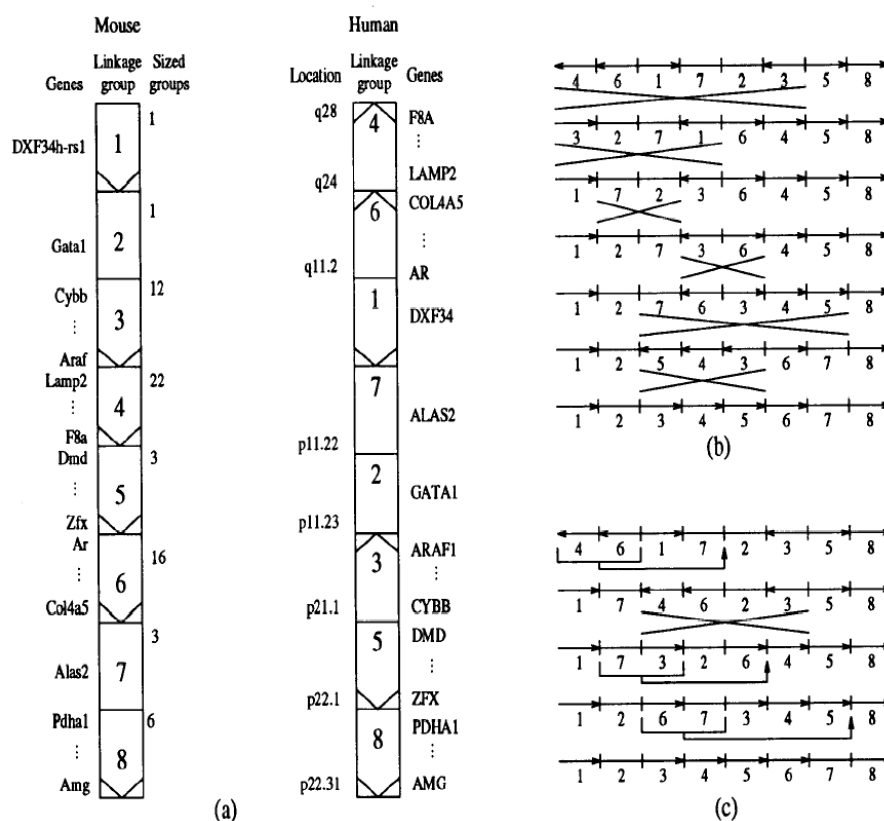 Mouse
Genes
Linkage group
Sized groups
1
1
DXF34h-rs1
2
1
Gata1
3
12
Cybb
⋮
Araf
4
22
Lamp2
⋮
F8a
5
3
Dmd
⋮
Zfx
6
16
Ar
⋮
Col4a5
7
3
Alas2
8
6
Pdha1
⋮
Amg
Human
Location
Linkage group
Genes
q28
4
F8A
⋮
LAMP2
q24
6
COL4A5
⋮
q11.2
AR
1
DXF34
7
ALAS2
p11.22
2
GATA1
p11.23
3
ARAF1
⋮
p21.1
CYBB
5
DMD
⋮
p22.1
ZFX
8
PDHA1
⋮
p22.31
AMG
(a)
4 6 1 7 2 3 5 8
3 2 7 1 6 4 5 8
1 7 2 3 6 4 5 8
1 2 7 3 6 4 5 8
1 2 7 6 3 4 5 8
1 2 5 4 3 6 7 8
1 2 3 4 5 6 7 8
(b)
4 6 1 7 2 3 5 8
1 7 4 6 2 3 5 8
1 7 3 2 6 4 5 8
1 2 6 7 3 4 5 8
1 2 3 4 5 6 7 8
(c)